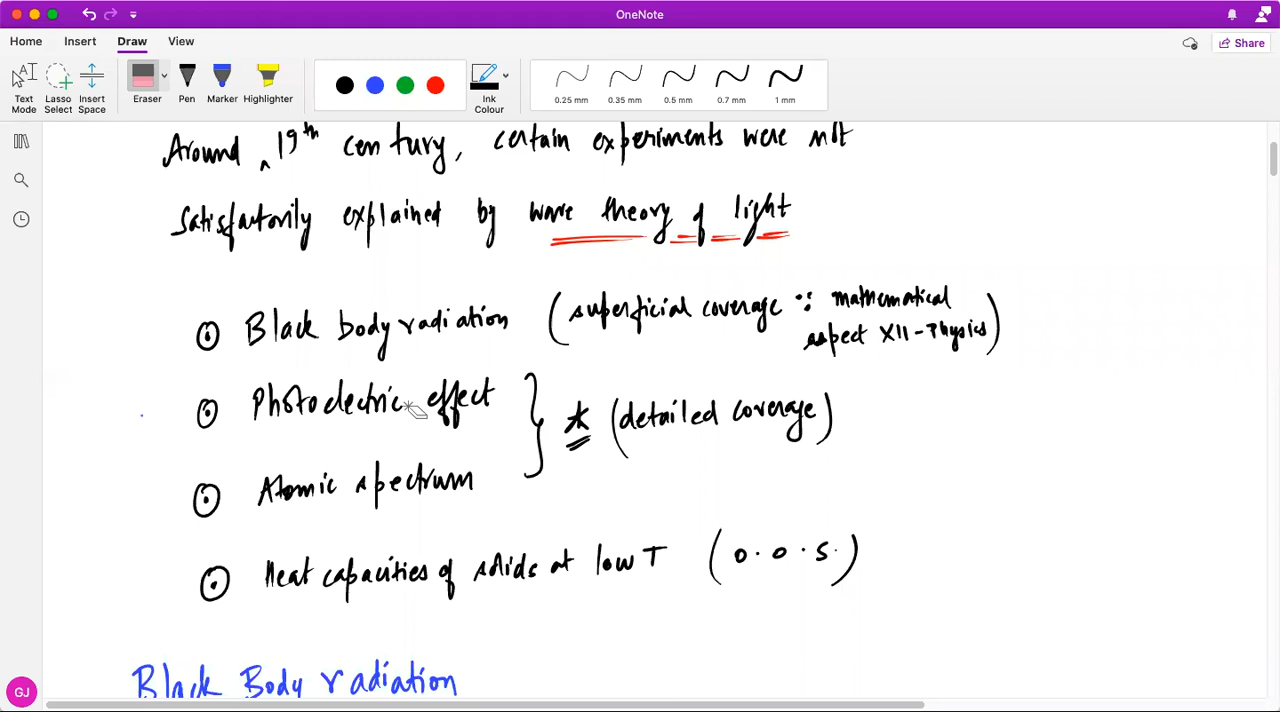 OneNote
Home Insert Draw View
Share
Text Mode
Lasso Select
Insert Space
Eraser
Pen
Marker
Highlighter
Ink Colour
0.25 mm 0.35 mm 0.5 mm 0.7 mm 1 mm
Around ^ 19th century, certain experiments were not
satisfactorily explained by wave theory of light
Black body radiation (superficial coverage ∵ mathematical
aspect XII - Physics)
Photoelectric effect
* (detailed coverage)
Atomic spectrum
Heat capacities of solids at low T (O.O.S.)
Black Body radiation
GJ